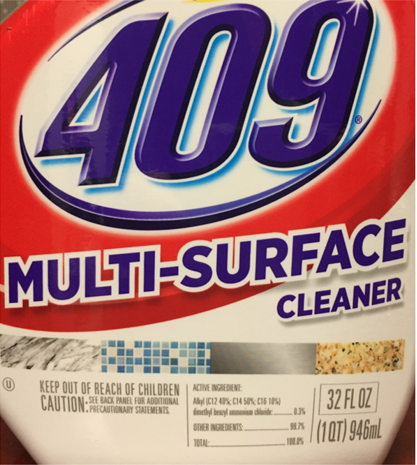 409®
MULTI-SURFACE
CLEANER
Ⓤ
KEEP OUT OF REACH OF CHILDREN
CAUTION: SEE BACK PANEL FOR ADDITIONAL
PRECAUTIONARY STATEMENTS
ACTIVE INGREDIENT:
Alkyl (C12 40%; C14 50%; C16 10%)
dimethyl benzyl ammonium chloride: ........ 0.3%
OTHER INGREDIENTS: ........ 99.7%
TOTAL: ........ 100.0%
32 FL OZ
(1 QT) 946mL